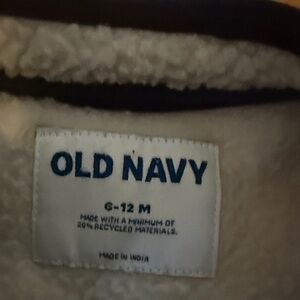 OLD NAVY
6-12 M
MADE WITH A MINIMUM OF
20% RECYCLED MATERIALS.
MADE IN INDIA